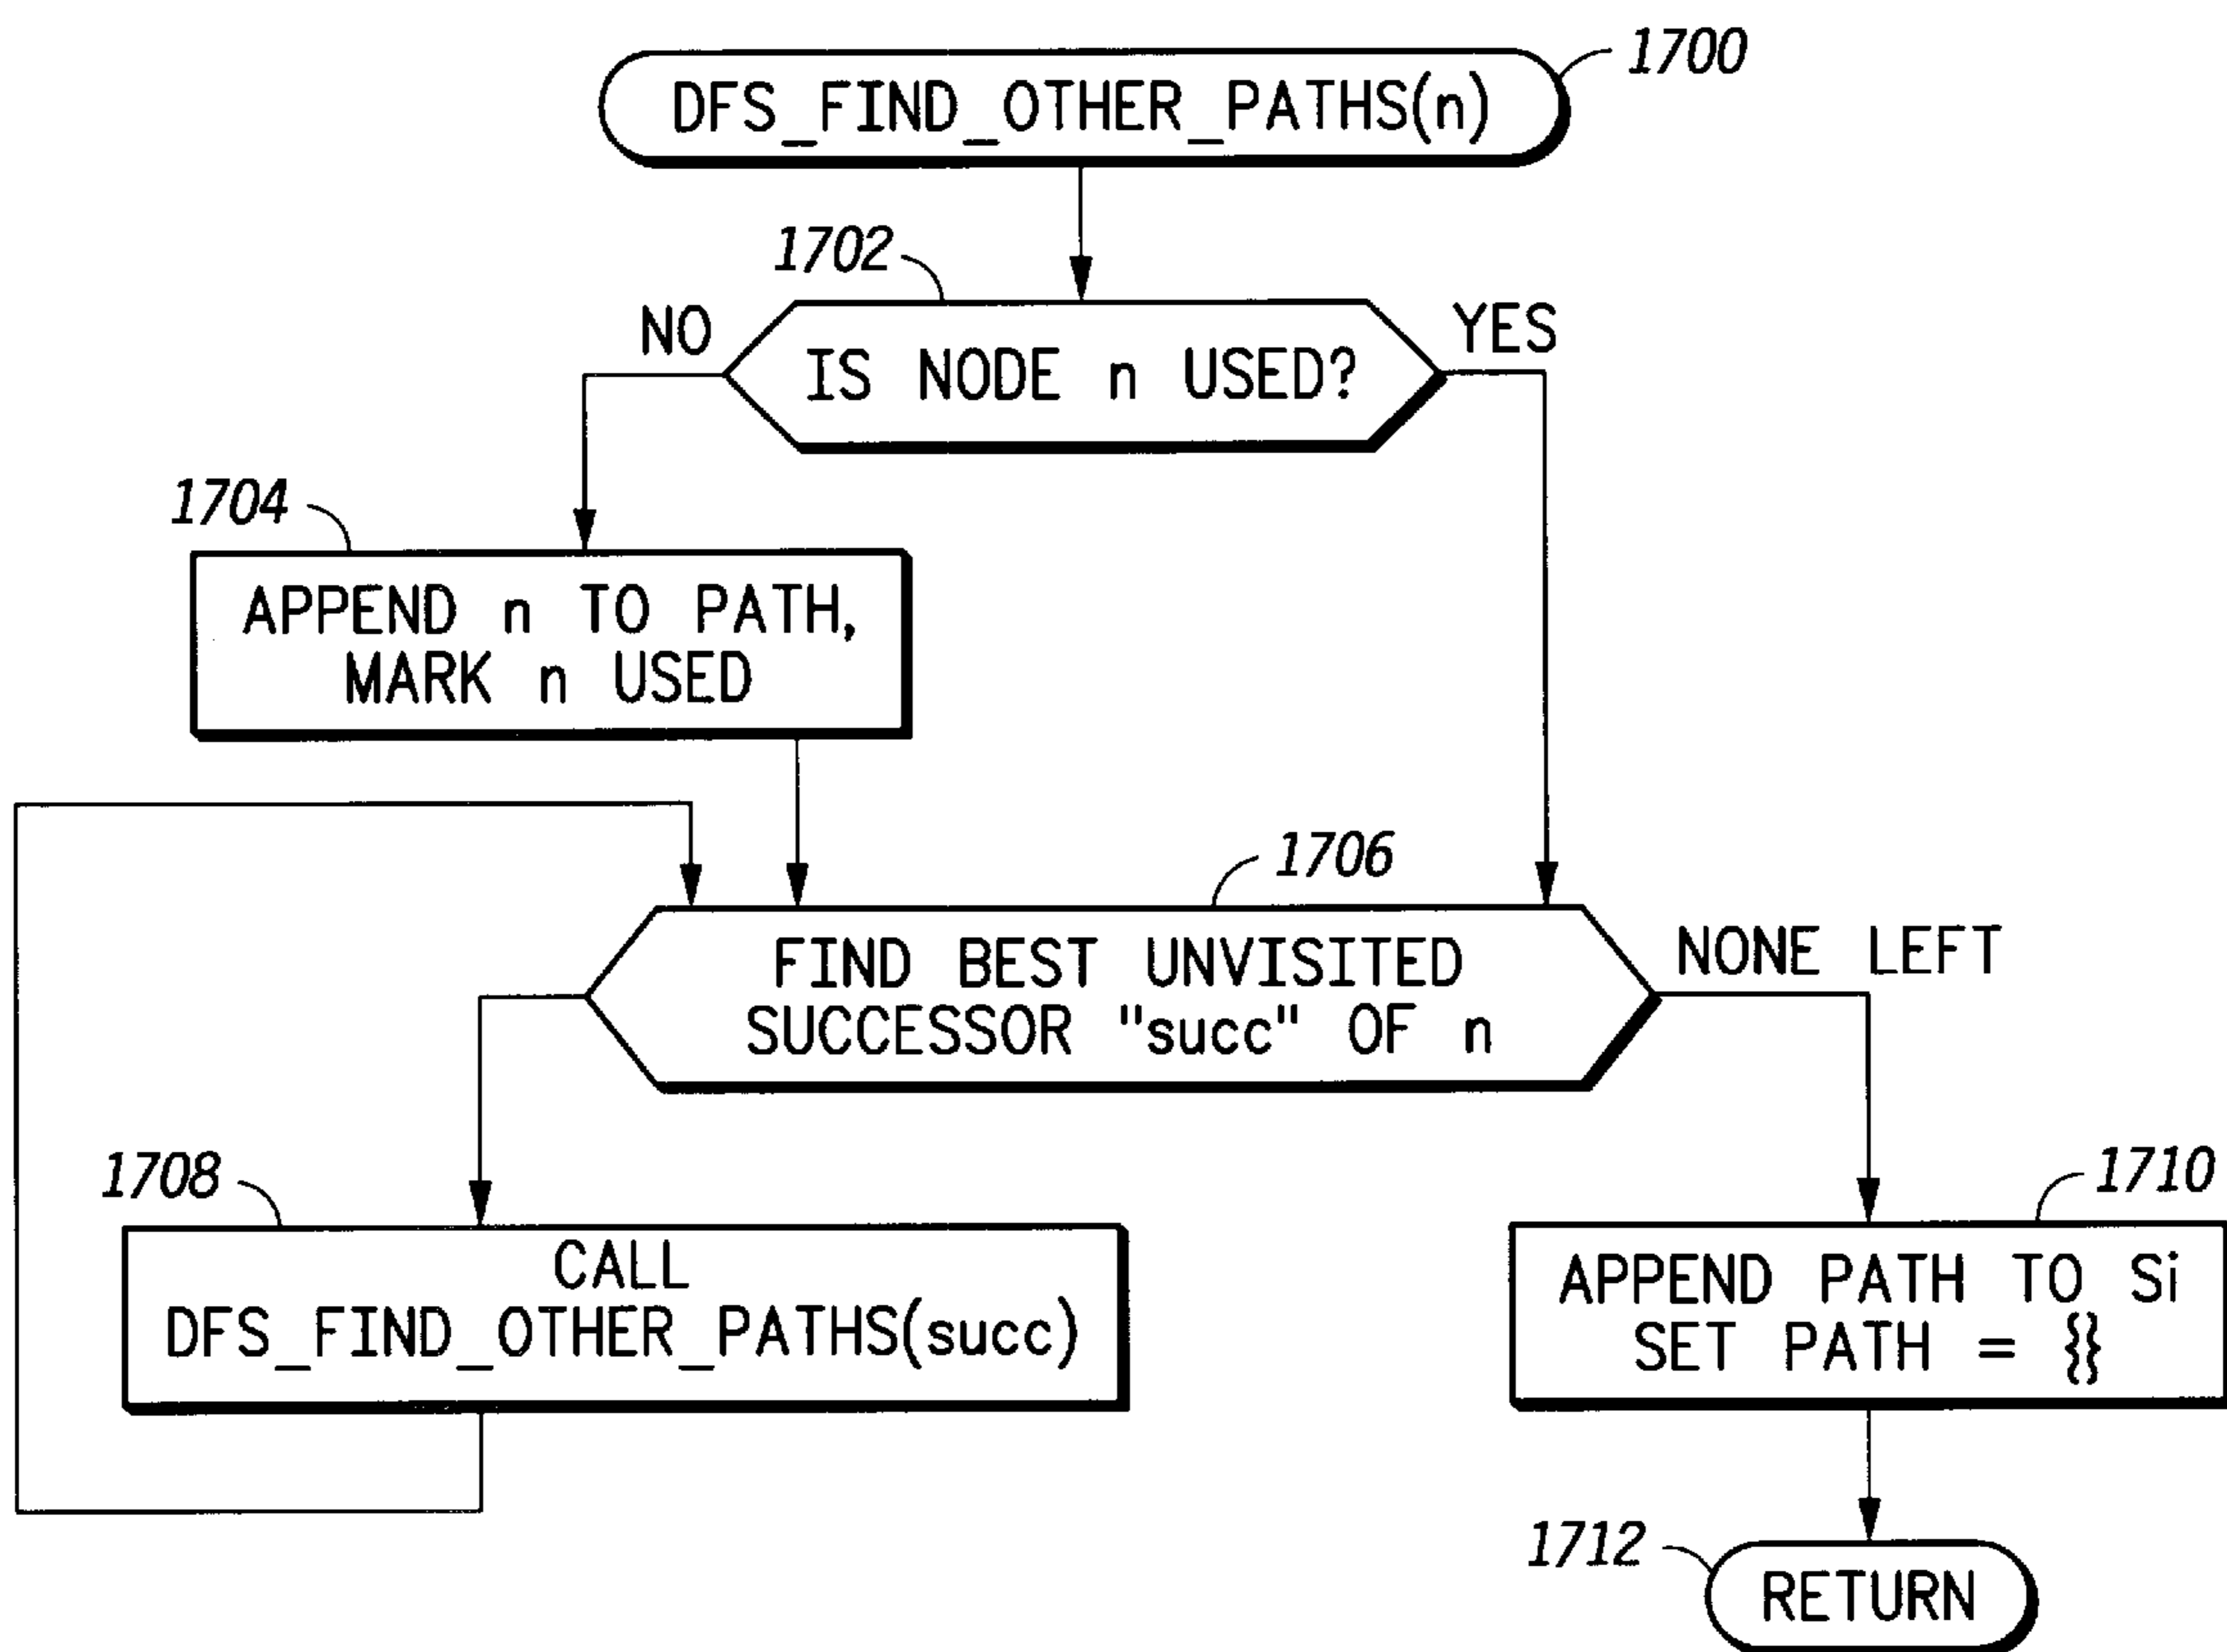 1700
DFS_FIND_OTHER_PATHS(n)
1702
NO
YES
IS NODE n USED?
1704
APPEND n TO PATH,
MARK n USED
1706
FIND BEST UNVISITED
SUCCESSOR "succ" OF n
NONE LEFT
1708
CALL
DFS_FIND_OTHER_PATHS(succ)
1710
APPEND PATH TO Si
SET PATH = {}
1712
RETURN